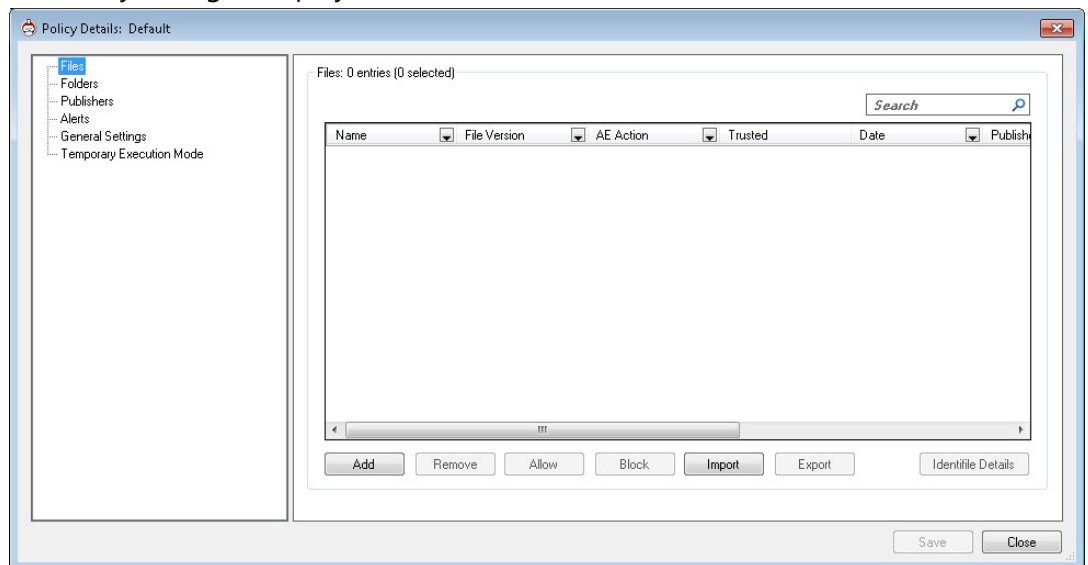 Policy Details: Default
Files
Folders
Publishers
Alerts
General Settings
Temporary Execution Mode
Files: 0 entries (0 selected)
Search
Name File Version AE Action Trusted Date Publishe
Add Remove Allow Block Import Export Identifile Details
Save Close